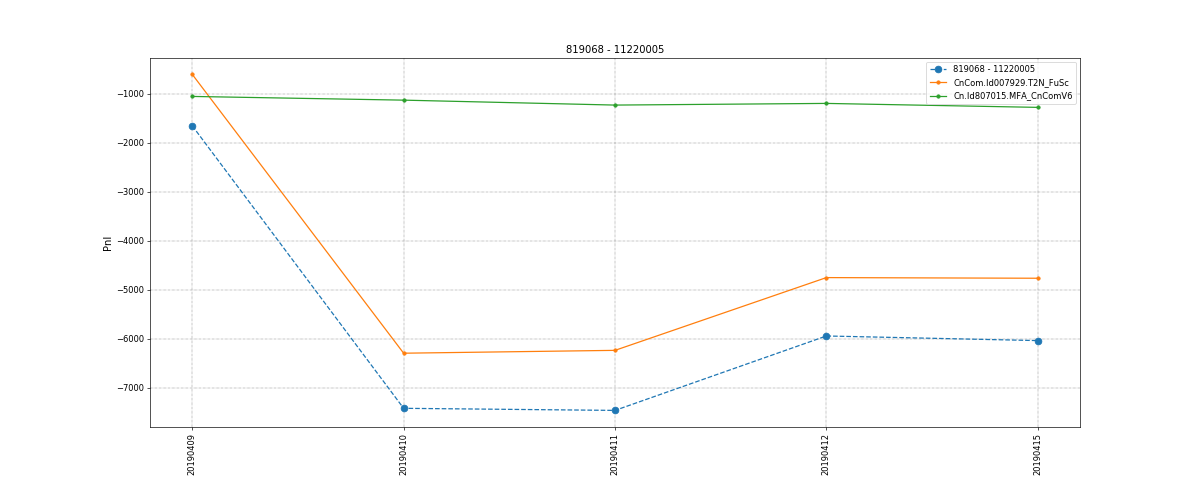 819068 - 11220005
819068 - 11220005
CnCom.Id007929.T2N_FuSc
Cn.Id807015.MFA_CnComV6
Pnl
−1000
−2000
−3000
−4000
−5000
−6000
−7000
20190409
20190410
20190411
20190412
20190415